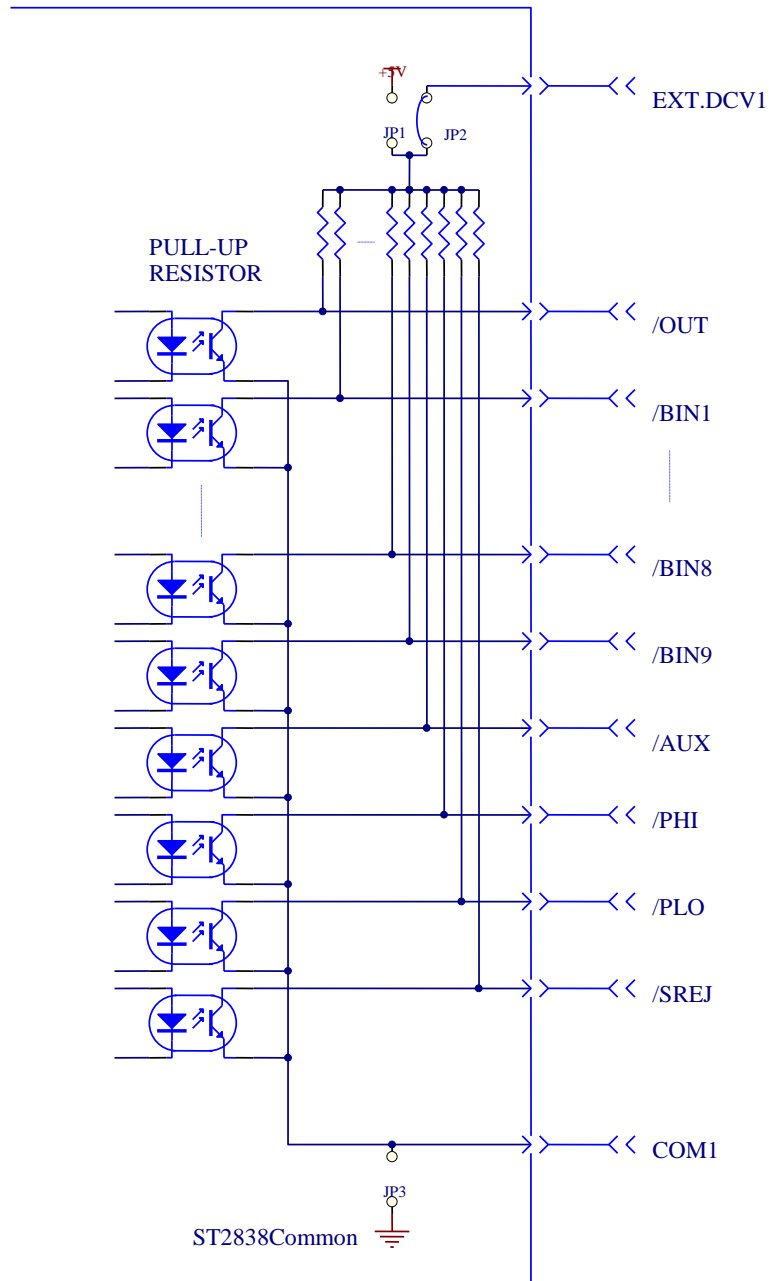 +5V
EXT.DCV1
JP1
JP2
PULL-UP
RESISTOR
/OUT
/BIN1
/BIN8
/BIN9
/AUX
/PHI
/PLO
/SREJ
COM1
JP3
ST2838Common